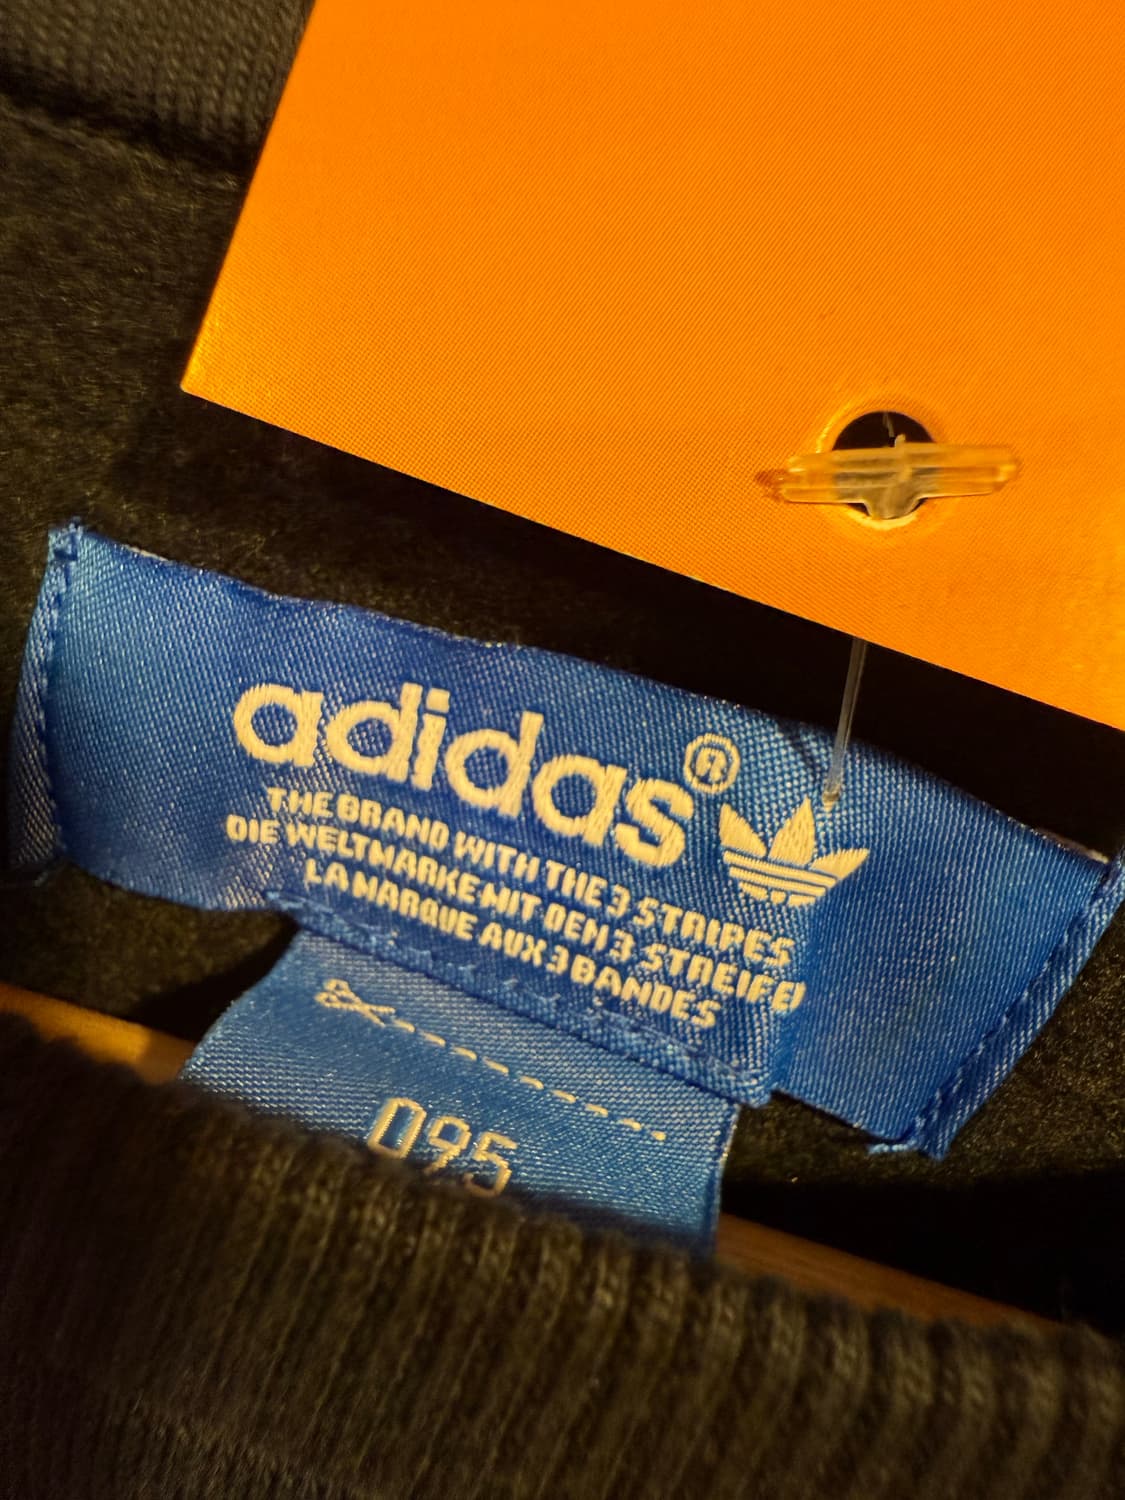 adidas®
THE BRAND WITH THE 3 STRIPES
DIE WELTMARKE MIT DEN 3 STREIFEN
LA MARQUE AUX 3 BANDES
095